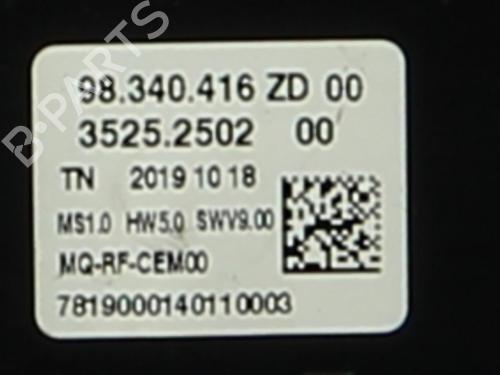 B-PARTS
98.340.416 ZD 00
3525.2502 00
TN 2019 10 18
MS1.0 HW5.0 SWV9.00
MQ-RF-CEM00
7819000140110003